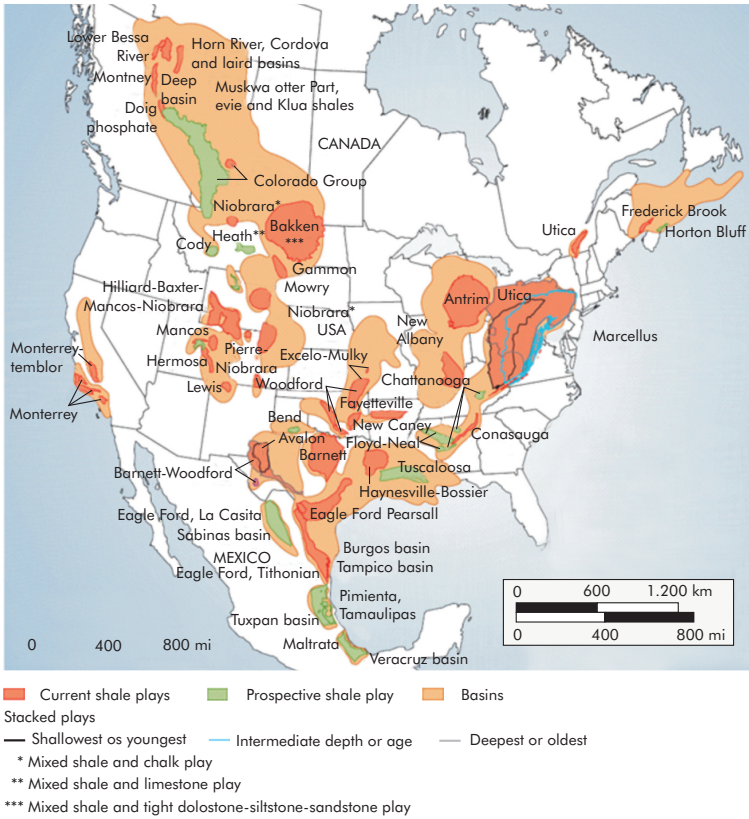 Lower Bessa
River
Horn River, Cordova
and laird basins
Montney
Deep
basin
Muskwa otter Part,
evie and Klua shales
Doig
phosphate
CANADA
Colorado Group
Niobrara*
Frederick Brook
Heath**
Bakken
***
Utica
Horton Bluff
Cody
Gammon
Mowry
Hilliard-Baxter-
Mancos-Niobrara
Antrim
Utica
Niobrara*
USA
New
Albany
Marcellus
Mancos
Monterrey-
temblor
Hermosa
Pierre-
Niobrara
Excelo-Mulky
Lewis
Woodford
Chattanooga
Fayetteville
Monterrey
Bend
New Caney
Floyd-Neal
Conasauga
Avalon
Barnett
Barnett-Woodford
Tuscaloosa
Haynesville-Bossier
Eagle Ford, La Casita
Sabinas basin
Eagle Ford Pearsall
MEXICO
Eagle Ford, Tithonian
Burgos basin
Tampico basin
Pimienta,
Tamaulipas
Tuxpan basin
Maltrata
Veracruz basin
0 400 800 mi
0 600 1.200 km
0 400 800 mi
Current shale plays
Prospective shale play
Basins
Stacked plays
Shallowest os youngest
Intermediate depth or age
Deepest or oldest
* Mixed shale and chalk play
** Mixed shale and limestone play
*** Mixed shale and tight dolostone-siltstone-sandstone play